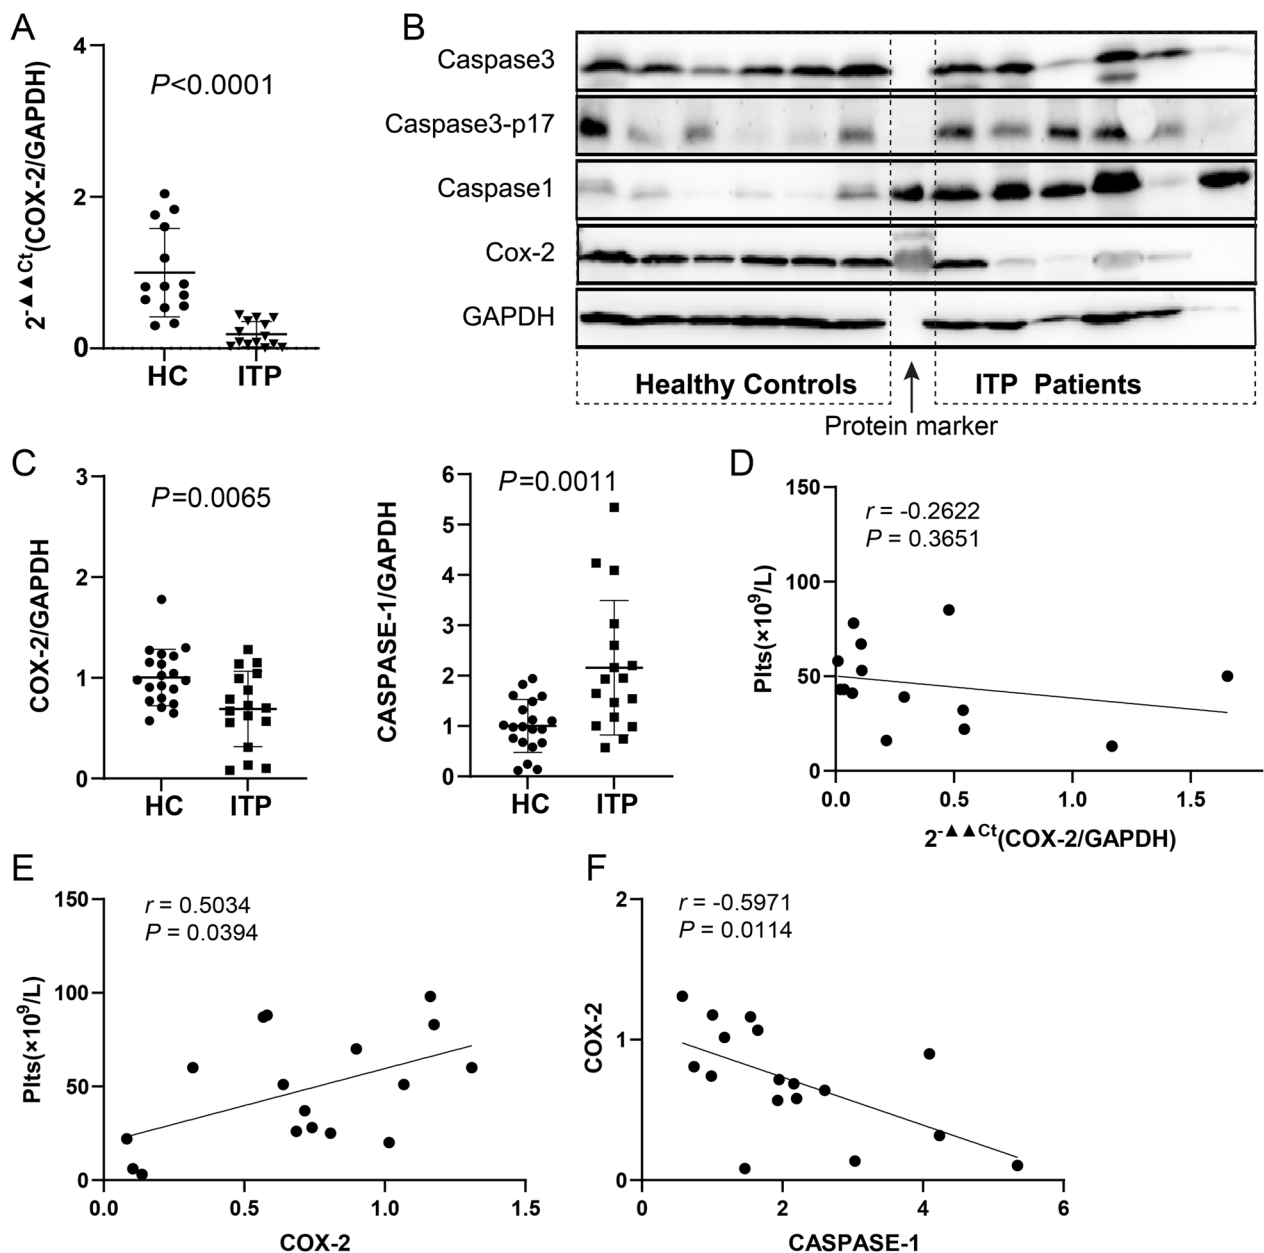 A
4
2
0
P<0.0001
2-▲▲Ct(COX-2/GAPDH)
HC
ITP
B
Caspase3
Caspase3-p17
Caspase1
Cox-2
GAPDH
Healthy Controls
ITP Patients
Protein marker
C
3
2
1
0
P=0.0065
COX-2/GAPDH
HC
ITP
6
5
4
3
2
1
0
P=0.0011
CASPASE-1/GAPDH
HC
ITP
D
150
100
50
0
r = -0.2622
P = 0.3651
Plts(×10⁹/L)
0.0
0.5
1.0
1.5
2-▲▲Ct(COX-2/GAPDH)
E
150
100
50
0
r = 0.5034
P = 0.0394
Plts(×10⁹/L)
0.0
0.5
1.0
1.5
COX-2
F
2
1
0
r = -0.5971
P = 0.0114
COX-2
0
2
4
6
CASPASE-1